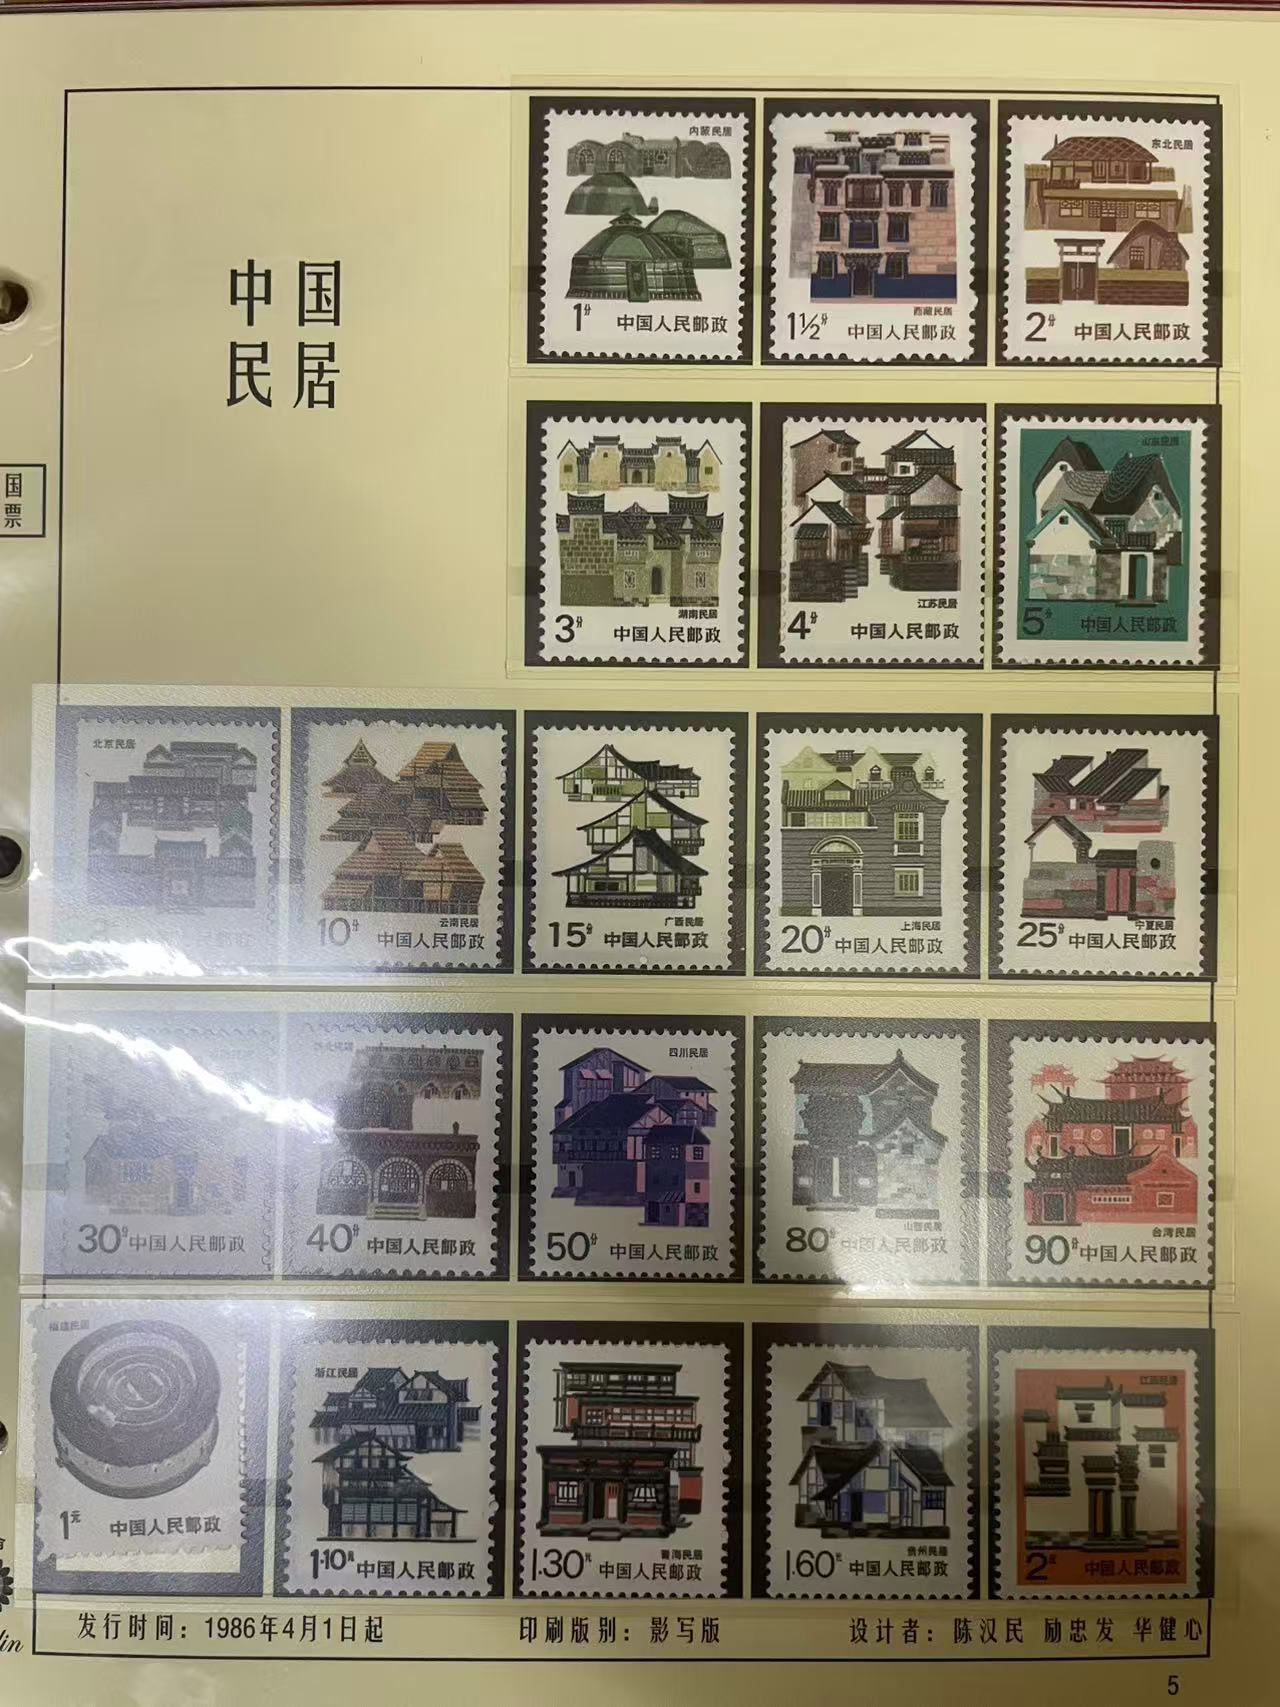 内蒙民居
1分 中国人民邮政
西藏民居
1½分 中国人民邮政
东北民居
2分 中国人民邮政
中国
民居
湖南民居
3分 中国人民邮政
江苏民居
4分 中国人民邮政
山东民居
5分 中国人民邮政
国
票
北京民居
云南民居
10分 中国人民邮政
广西民居
15分 中国人民邮政
上海民居
20分 中国人民邮政
宁夏民居
25分 中国人民邮政
30分 中国人民邮政
40分 中国人民邮政
四川民居
50分 中国人民邮政
山西民居
80分 中国人民邮政
台湾民居
90分 中国人民邮政
福建民居
1元 中国人民邮政
浙江民居
1·10元 中国人民邮政
青海民居
1.30元 中国人民邮政
贵州民居
1.60元 中国人民邮政
江西民居
2元 中国人民邮政
发行时间：1986年4月1日起 印刷版别：影写版 设计者：陈汉民 励忠发 华健心
5